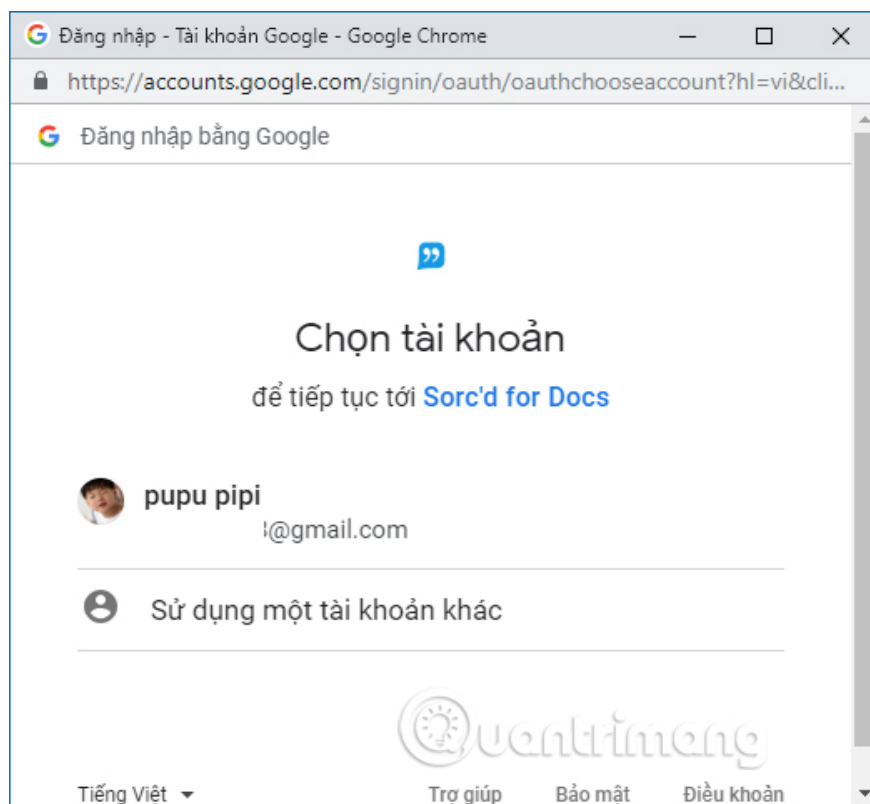 Đăng nhập - Tài khoản Google - Google Chrome
https://accounts.google.com/signin/oauth/oauthchooseaccount?hl=vi&cli...
Đăng nhập bằng Google
Chọn tài khoản
để tiếp tục tới Sorc'd for Docs
pupu pipi
@gmail.com
Sử dụng một tài khoản khác
Quantrimang
Tiếng Việt Trợ giúp Bảo mật Điều khoản